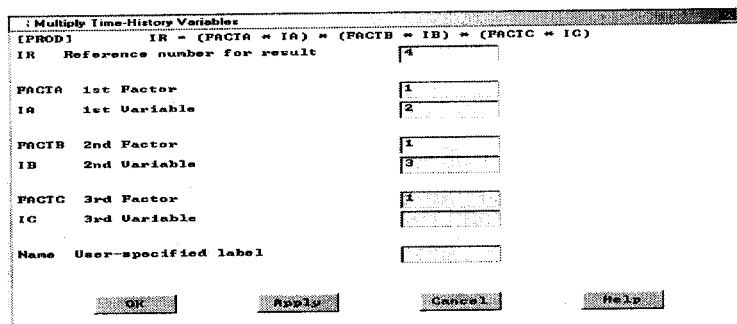 Multiply Time-History Variables
[PROD] IR = (FACTA * IA) * (FACTB * IB) * (FACTC * IC)
IR Reference number for result 4
FACTA 1st Factor 1
IA 1st Variable 2
FACTB 2nd Factor 1
IB 2nd Variable 3
FACTC 3rd Factor 1
IC 3rd Variable
Name User-specified label
OK Apply Cancel Help